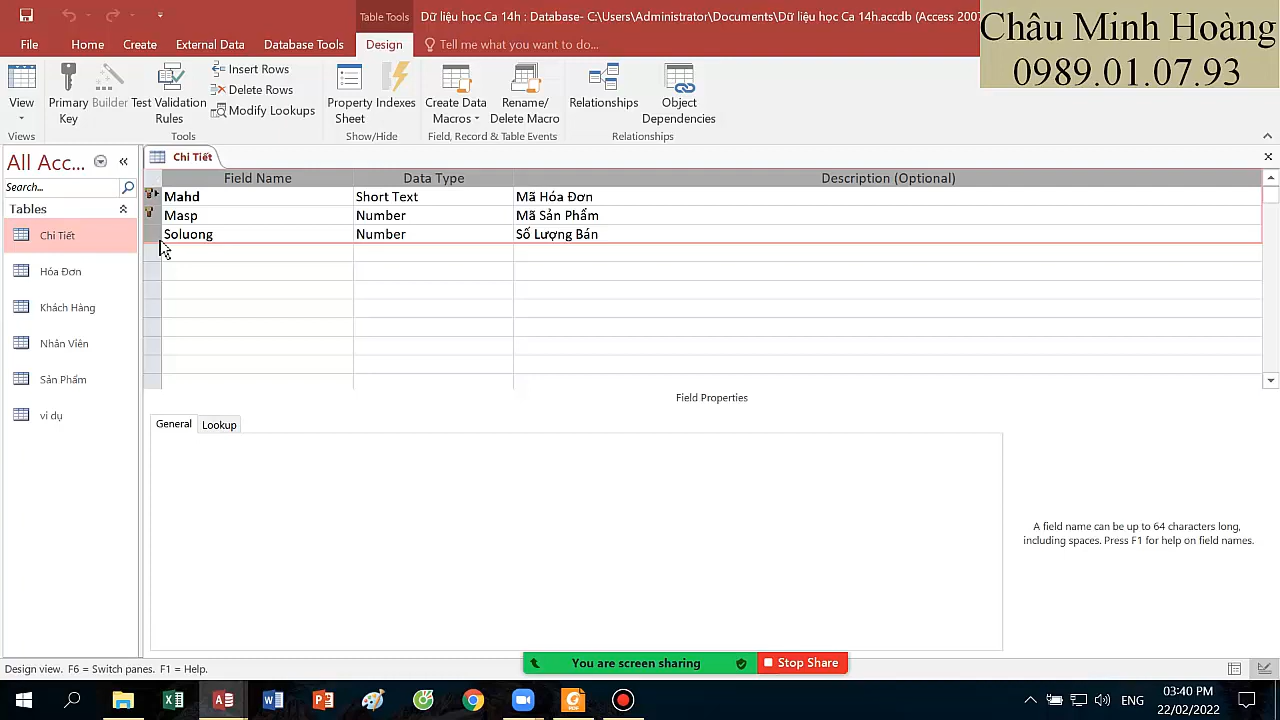 Table Tools
Dữ liệu học Ca 14h : Database- C:\Users\Administrator\Documents\Dữ liệu học Ca 14h.accdb (Access 2007
Châu Minh Hoàng
0989.01.07.93
File
Home
Create
External Data
Database Tools
Design
Tell me what you want to do...
View
Primary Key
Builder
Test Validation Rules
Insert Rows
Delete Rows
Modify Lookups
Property Sheet
Indexes
Create Data Macros
Rename/ Delete Macro
Relationships
Object Dependencies
Views
Tools
Show/Hide
Field, Record & Table Events
Relationships
All Acc...
Search...
Tables
Chi Tiết
Hóa Đơn
Khách Hàng
Nhân Viên
Sản Phẩm
ví dụ
Chi Tiết
Field Name Data Type Description (Optional)
Mahd Short Text Mã Hóa Đơn
Masp Number Mã Sản Phẩm
Soluong Number Số Lượng Bán
Field Properties
General
Lookup
A field name can be up to 64 characters long,
including spaces. Press F1 for help on field names.
You are screen sharing
Stop Share
Design view. F6 = Switch panes. F1 = Help.
ENG
03:40 PM
22/02/2022